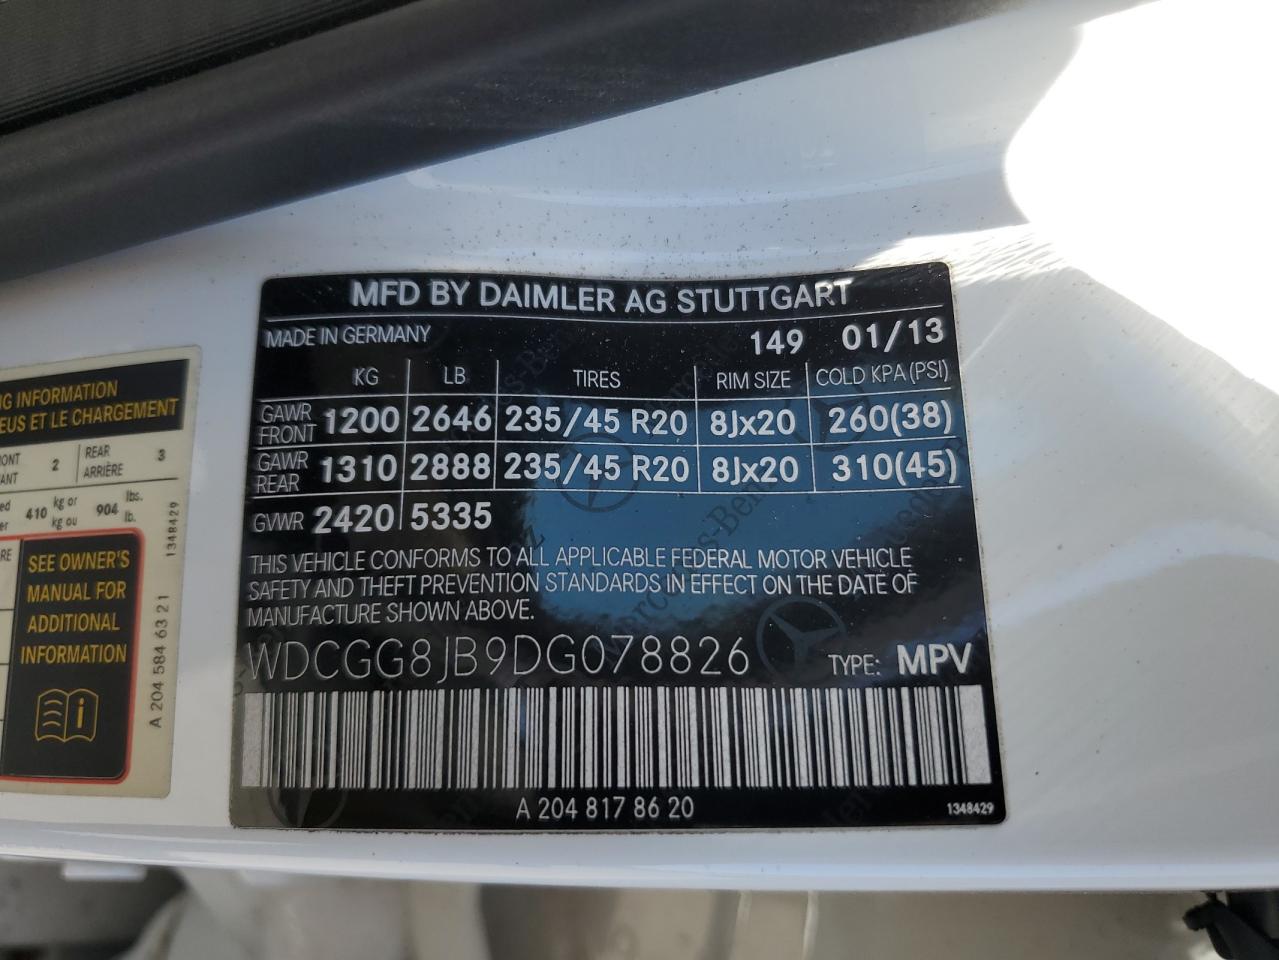 MFD BY DAIMLER AG STUTTGART
MADE IN GERMANY 149 01/13
KG LB TIRES RIM SIZE COLD KPA (PSI)
GAWR FRONT 1200 2646 235/45 R20 8Jx20 260(38)
GAWR REAR 1310 2888 235/45 R20 8Jx20 310(45)
GVWR 2420 5335
THIS VEHICLE CONFORMS TO ALL APPLICABLE FEDERAL MOTOR VEHICLE
SAFETY AND THEFT PREVENTION STANDARDS IN EFFECT ON THE DATE OF
MANUFACTURE SHOWN ABOVE.
WDCGG8JB9DG078826 TYPE: MPV
A 204 817 86 20 1348429
INFORMATION
ET LE CHARGEMENT
2 REAR ARRIÈRE 3
410 kg or kg ou 904 lbs. lb.
SEE OWNER'S
MANUAL FOR
ADDITIONAL
INFORMATION
1348429
A 204 584 63 21
Mercedes-Benz